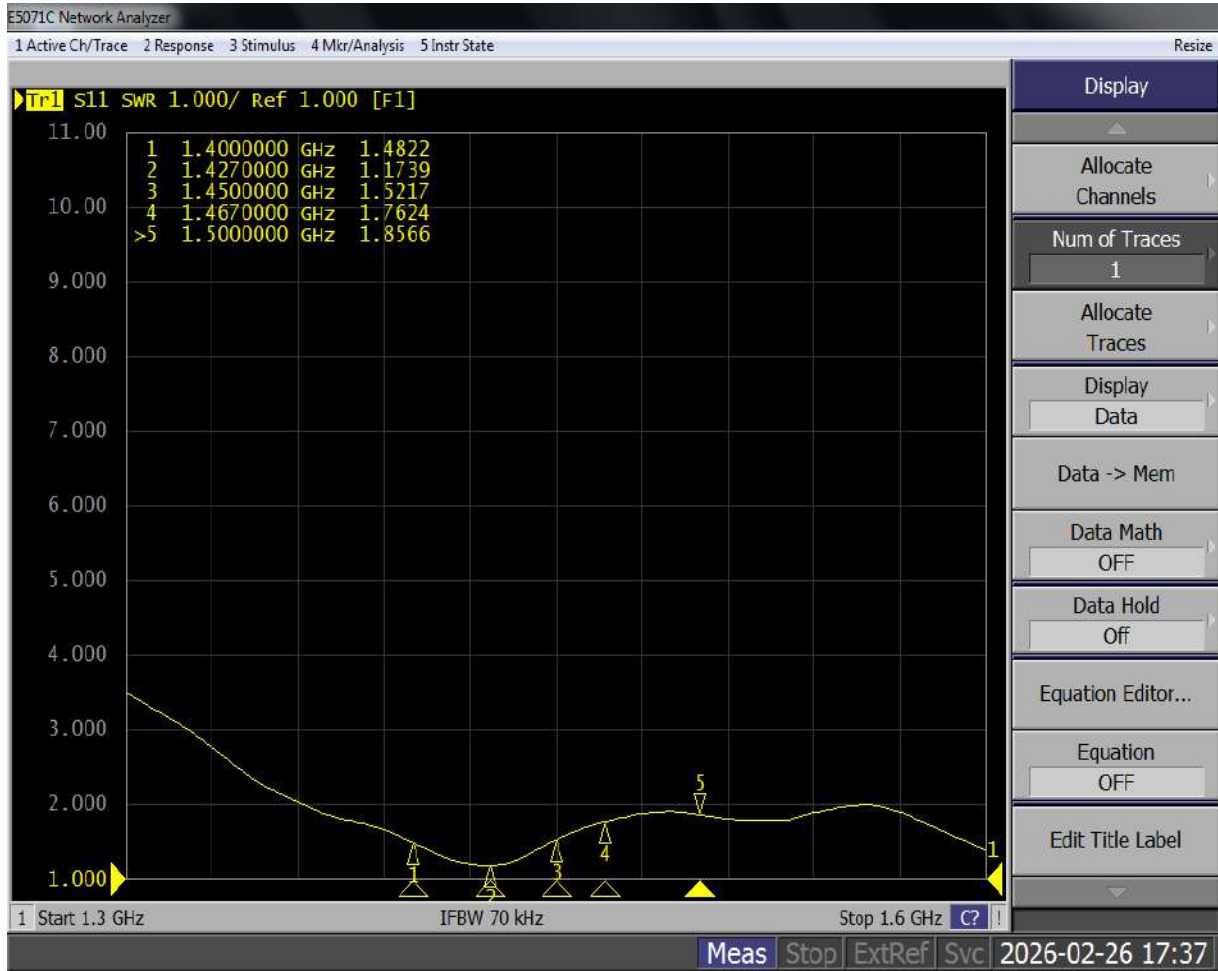 E5071C Network Analyzer
1 Active Ch/Trace 2 Response 3 Stimulus 4 Mkr/Analysis 5 Instr State
Resize
Tr1 S11 SWR 1.000/ Ref 1.000 [F1]
11.00
10.00
9.000
8.000
7.000
6.000
5.000
4.000
3.000
2.000
1.000
1 1.4000000 GHz 1.4822
2 1.4270000 GHz 1.1739
3 1.4500000 GHz 1.5217
4 1.4670000 GHz 1.7624
>5 1.5000000 GHz 1.8566
1
2
3
4
5
1
Display
Allocate
Channels
Num of Traces
1
Allocate
Traces
Display
Data
Data -> Mem
Data Math
OFF
Data Hold
Off
Equation Editor...
Equation
OFF
Edit Title Label
1 Start 1.3 GHz
IFBW 70 kHz
Stop 1.6 GHz C? !
Meas Stop ExtRef Svc 2026-02-26 17:37